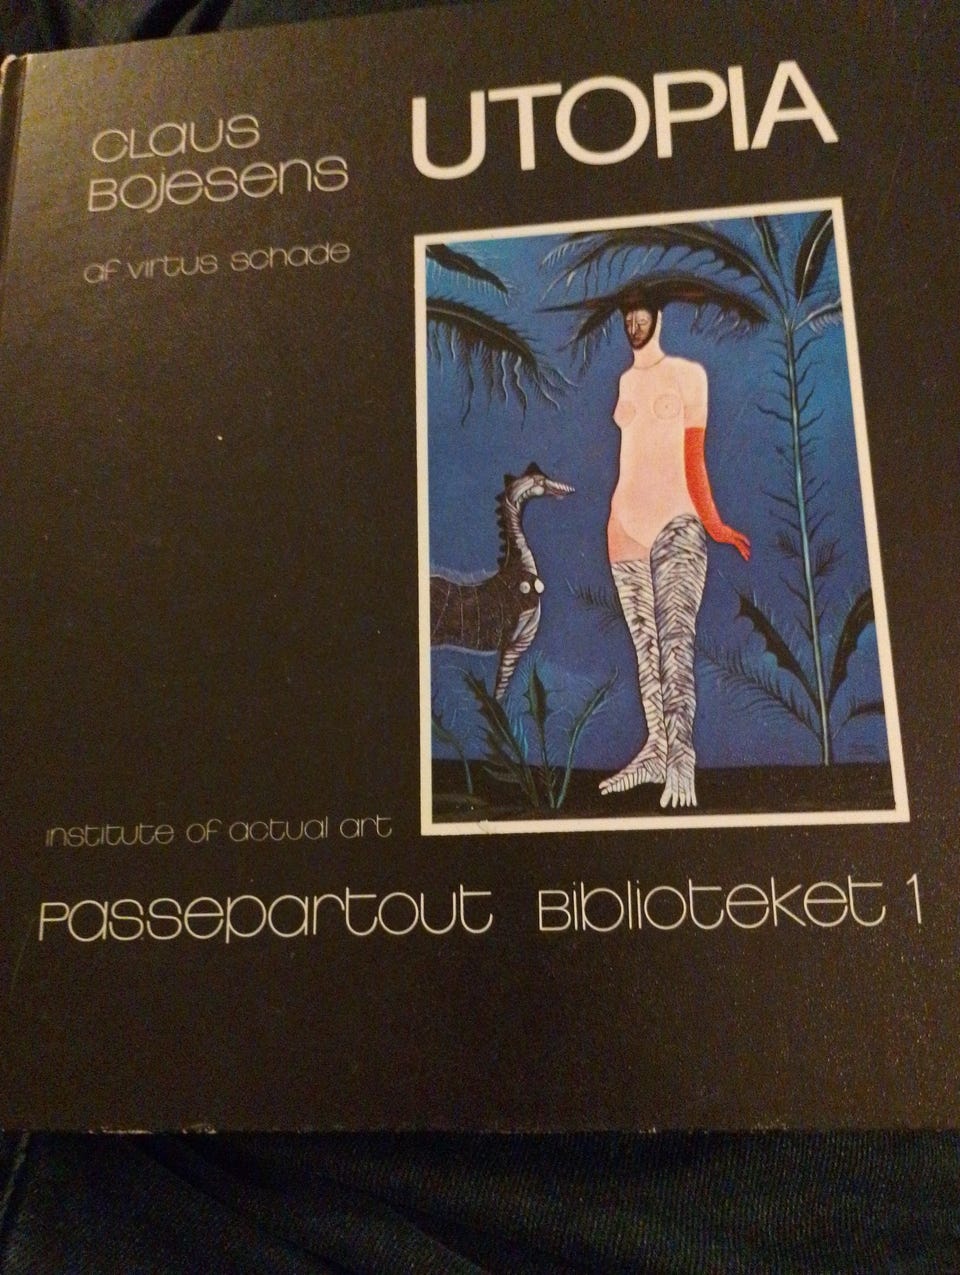 Claus
Bojesens
UTOPIA
af virtus schade
institute of actual art
Passepartout Biblioteket 1